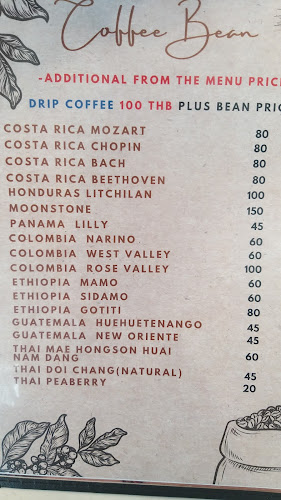 Coffee Bean
-ADDITIONAL FROM THE MENU PRIC
DRIP COFFEE 100 THB PLUS BEAN PRI
COSTA RICA MOZART 80
COSTA RICA CHOPIN 80
COSTA RICA BACH 80
COSTA RICA BEETHOVEN 80
HONDURAS LITCHILAN 100
MOONSTONE 150
PANAMA LILLY 45
COLOMBIA NARINO 60
COLOMBIA WEST VALLEY 60
COLOMBIA ROSE VALLEY 100
ETHIOPIA MAMO 60
ETHIOPIA SIDAMO 60
ETHIOPIA GOTITI 80
GUATEMALA HUEHUETENANGO 45
GUATEMALA NEW ORIENTE 45
THAI MAE HONGSON HUAI
NAM DANG 60
THAI DOI CHANG(NATURAL) 45
THAI PEABERRY 20